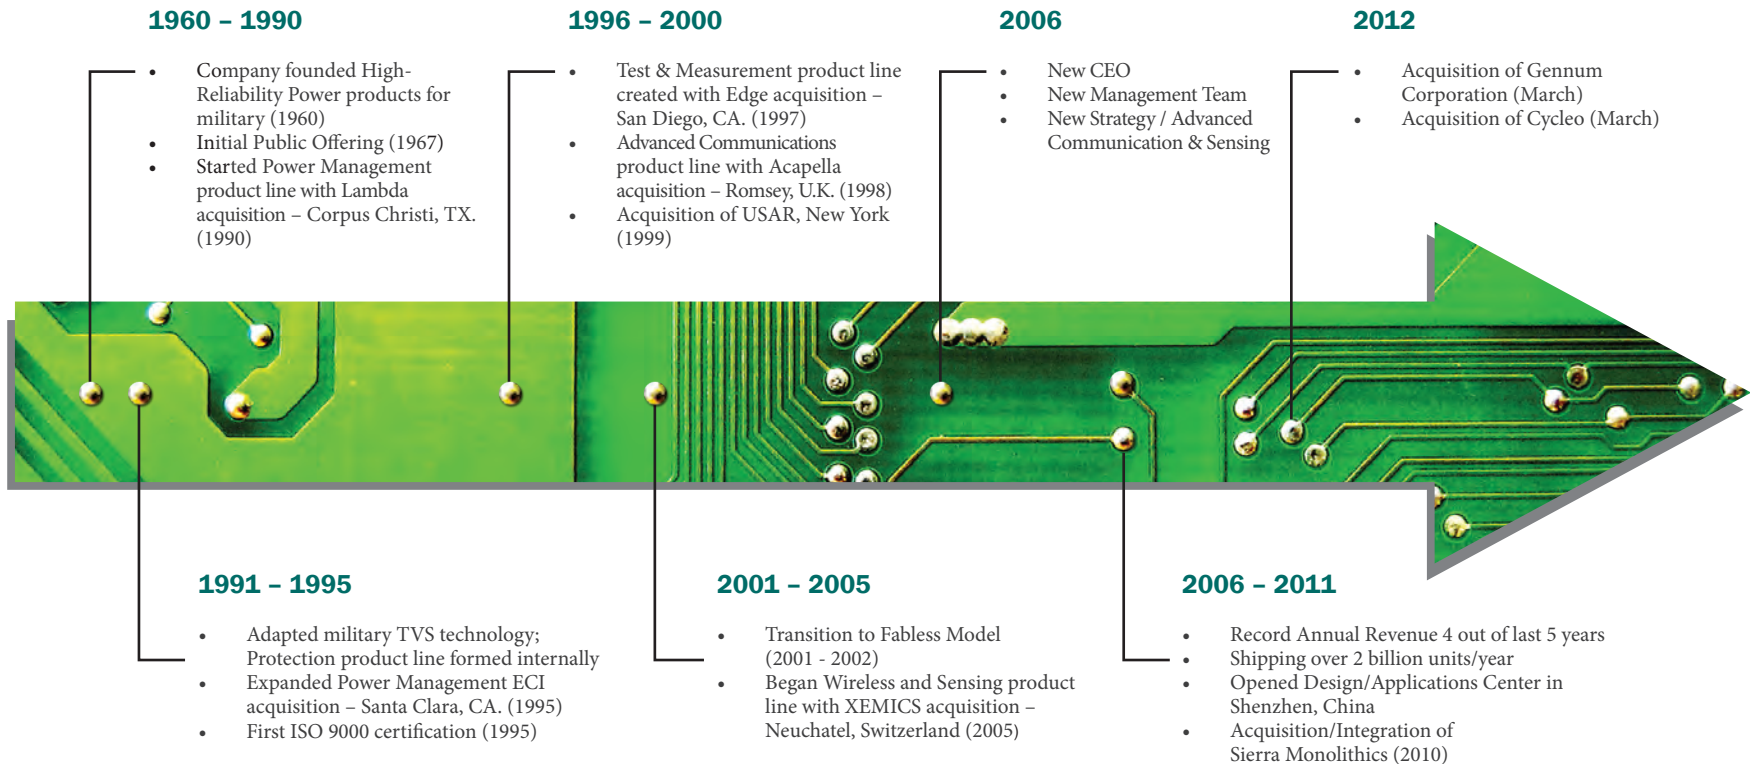 1960 – 1990
• Company founded High-
Reliability Power products for
military (1960)
• Initial Public Offering (1967)
• Started Power Management
product line with Lambda
acquisition – Corpus Christi, TX.
(1990)
1996 – 2000
• Test & Measurement product line
created with Edge acquisition –
San Diego, CA. (1997)
• Advanced Communications
product line with Acapella
acquisition – Romsey, U.K. (1998)
• Acquisition of USAR, New York
(1999)
2006
• New CEO
• New Management Team
• New Strategy / Advanced
Communication & Sensing
2012
• Acquisition of Gennum
Corporation (March)
• Acquisition of Cycleo (March)
1991 – 1995
• Adapted military TVS technology;
Protection product line formed internally
• Expanded Power Management ECI
acquisition – Santa Clara, CA. (1995)
• First ISO 9000 certification (1995)
2001 – 2005
• Transition to Fabless Model
(2001 - 2002)
• Began Wireless and Sensing product
line with XEMICS acquisition –
Neuchatel, Switzerland (2005)
2006 – 2011
• Record Annual Revenue 4 out of last 5 years
• Shipping over 2 billion units/year
• Opened Design/Applications Center in
Shenzhen, China
• Acquisition/Integration of
Sierra Monolithics (2010)